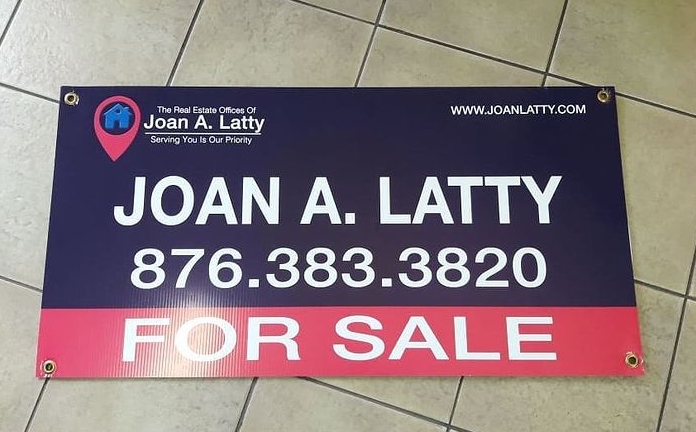 The Real Estate Offices Of
Joan A. Latty
Serving You Is Our Priority
WWW.JOANLATTY.COM
JOAN A. LATTY
876.383.3820
FOR SALE